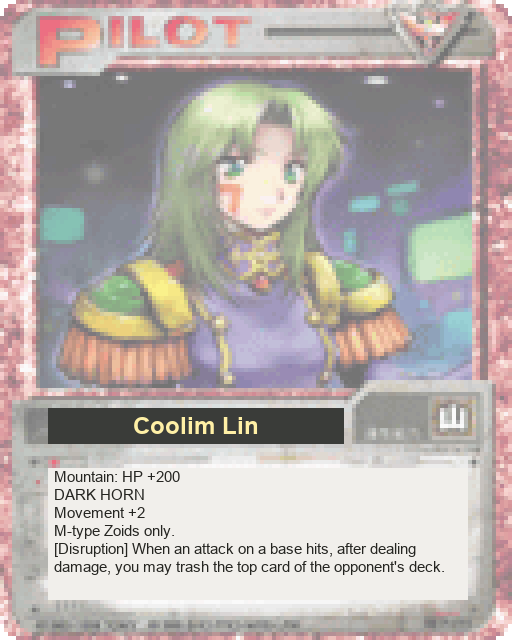 PILOT
Coolim Lin
山
Mountain: HP +200
DARK HORN
Movement +2
M-type Zoids only.
[Disruption] When an attack on a base hits, after dealing
damage, you may trash the top card of the opponent's deck.